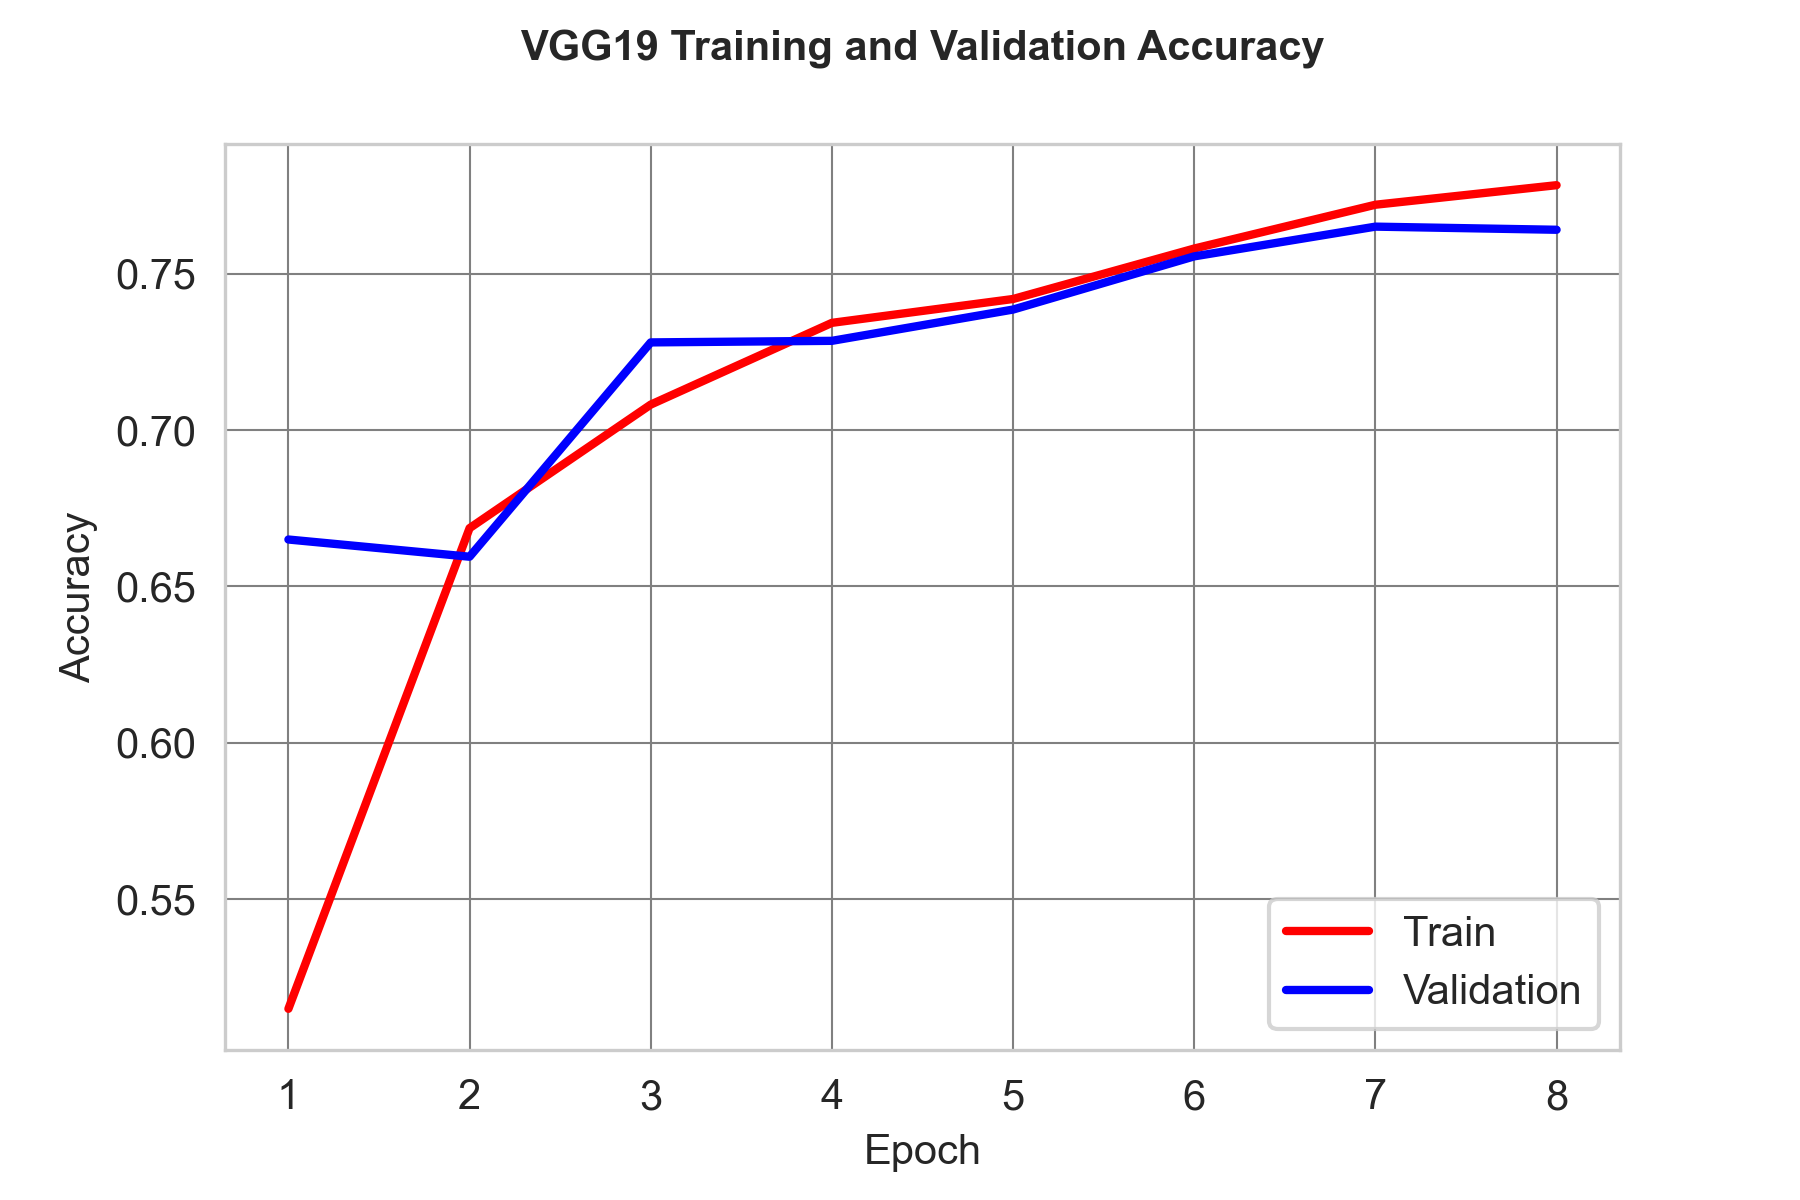 VGG19 Training and Validation Accuracy
0.75
0.70
0.65
0.60
0.55
Accuracy
Train
Validation
1 2 3 4 5 6 7 8
Epoch